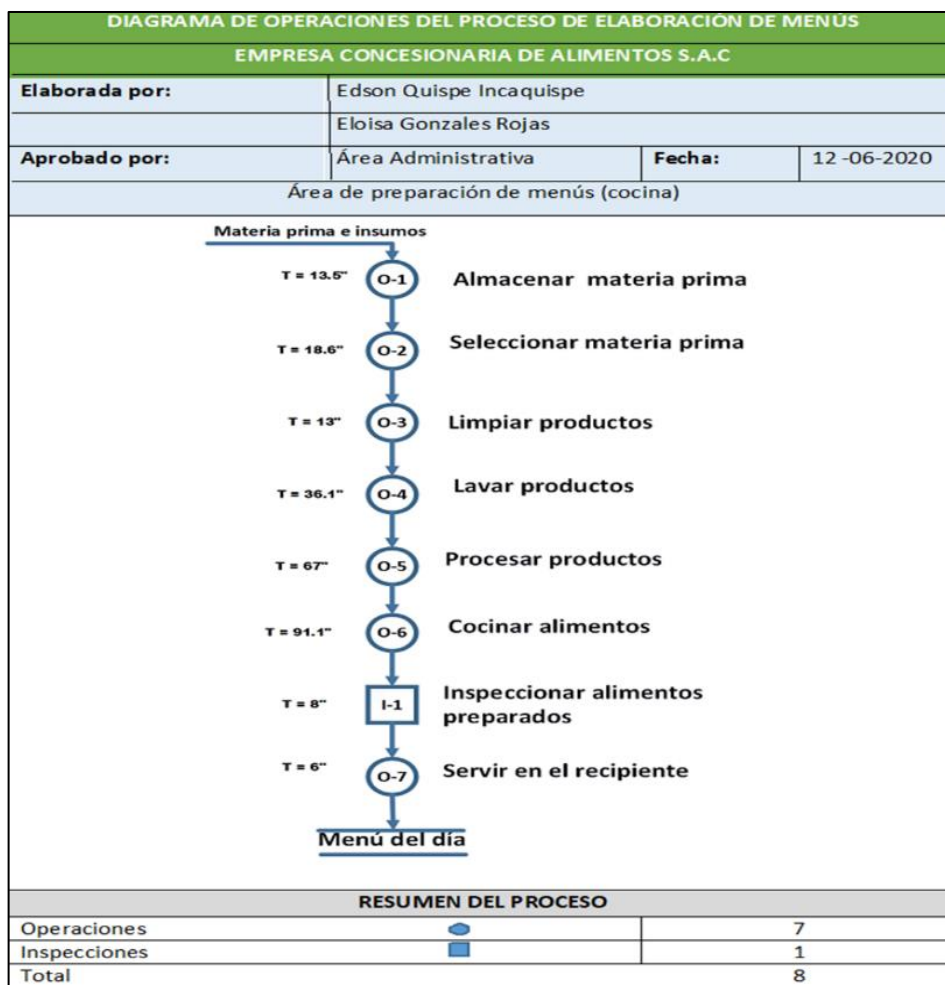 DIAGRAMA DE OPERACIONES DEL PROCESO DE ELABORACIÓN DE MENÚS
EMPRESA CONCESIONARIA DE ALIMENTOS S.A.C
Elaborada por: Edson Quispe Incaquispe
Eloisa Gonzales Rojas
Aprobado por: Área Administrativa Fecha: 12 -06-2020
Área de preparación de menús (cocina)
Materia prima e insumos
T = 13.5" O-1 Almacenar materia prima
T = 18.6" O-2 Seleccionar materia prima
T = 13" O-3 Limpiar productos
T = 36.1" O-4 Lavar productos
T = 67" O-5 Procesar productos
T = 91.1" O-6 Cocinar alimentos
T = 8" I-1 Inspeccionar alimentos
preparados
T = 6" O-7 Servir en el recipiente
Menú del día
RESUMEN DEL PROCESO
Operaciones 7
Inspecciones 1
Total 8